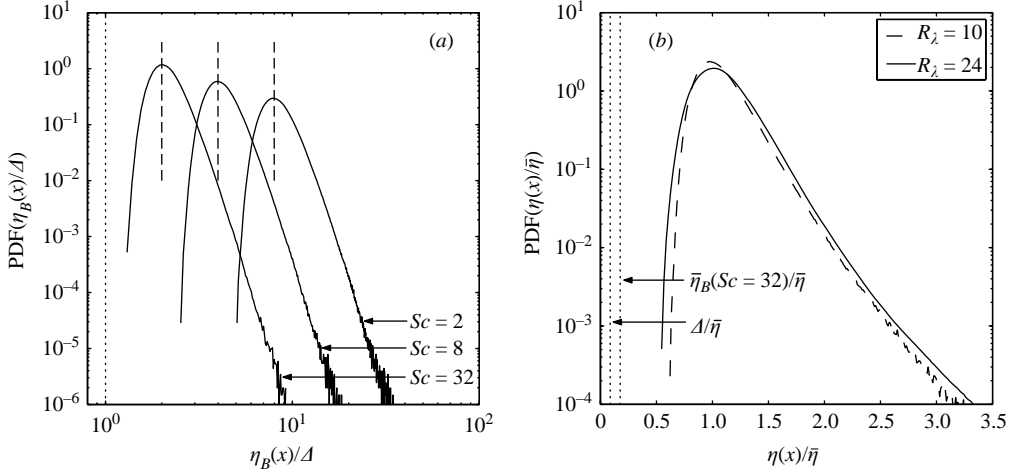 (a)
10^1
10^0
10^-1
10^-2
10^-3
10^-4
10^-5
10^-6
PDF(η_B(x)/Δ)
Sc = 2
Sc = 8
Sc = 32
10^0
10^1
10^2
η_B(x)/Δ
(b)
R_λ = 10
R_λ = 24
10^1
10^0
10^-1
10^-2
10^-3
10^-4
PDF(η(x)/η̄)
η̄_B(Sc = 32)/η̄
Δ/η̄
0
0.5
1.0
1.5
2.0
2.5
3.0
3.5
η(x)/η̄